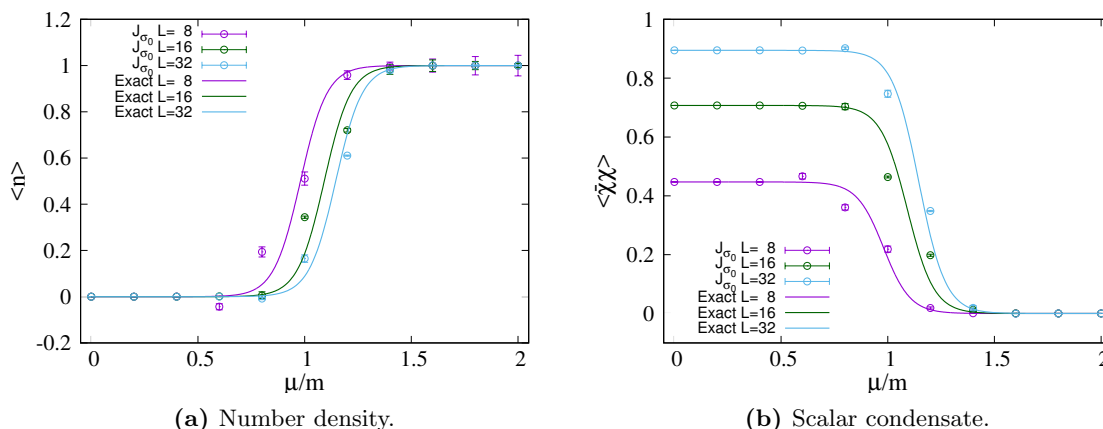 1.2
1
0.8
0.6
0.4
0.2
0
-0.2
<n>
J_σ₀ L= 8
J_σ₀ L=16
J_σ₀ L=32
Exact L= 8
Exact L=16
Exact L=32
0 0.5 1 1.5 2
μ/m
(a) Number density.
1
0.8
0.6
0.4
0.2
0
<χ̄χ>
J_σ₀ L= 8
J_σ₀ L=16
J_σ₀ L=32
Exact L= 8
Exact L=16
Exact L=32
0 0.5 1 1.5 2
μ/m
(b) Scalar condensate.